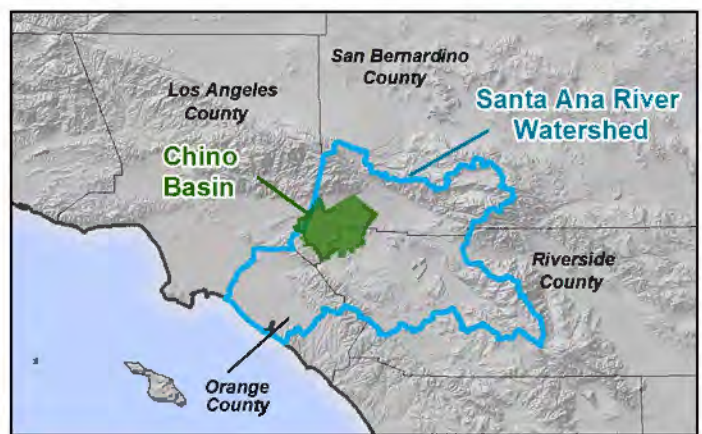 San Bernardino
County
Los Angeles
County
Santa Ana River
Watershed
Chino
Basin
Riverside
County
Orange
County